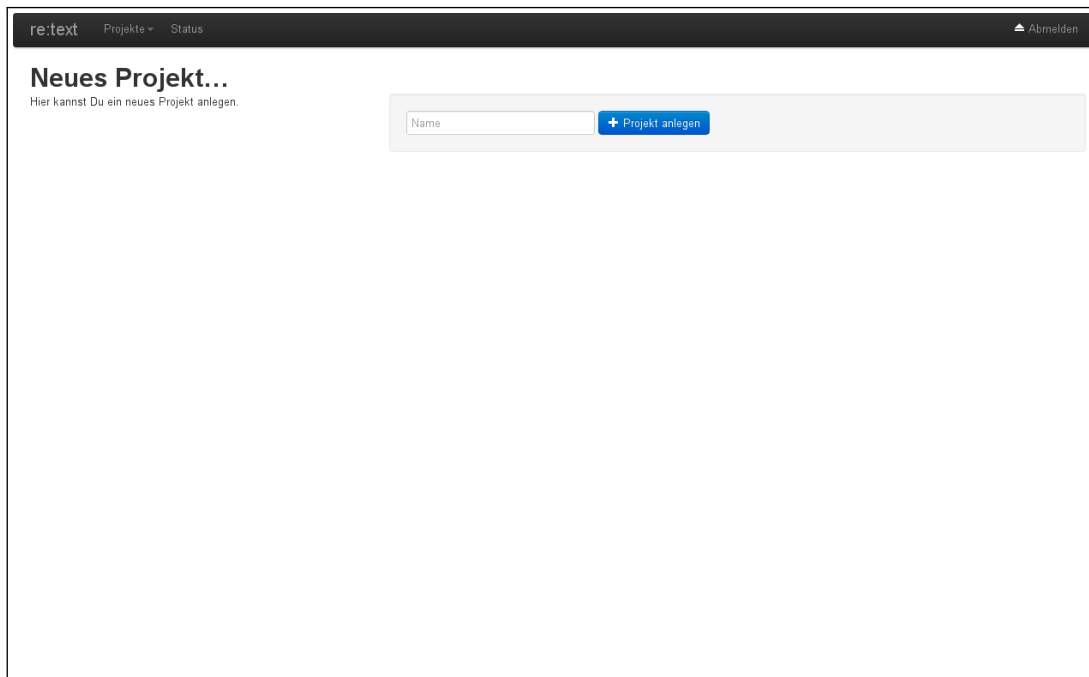 re:text Projekte Status Abmelden
Neues Projekt...
Hier kannst Du ein neues Projekt anlegen.
Name Projekt anlegen